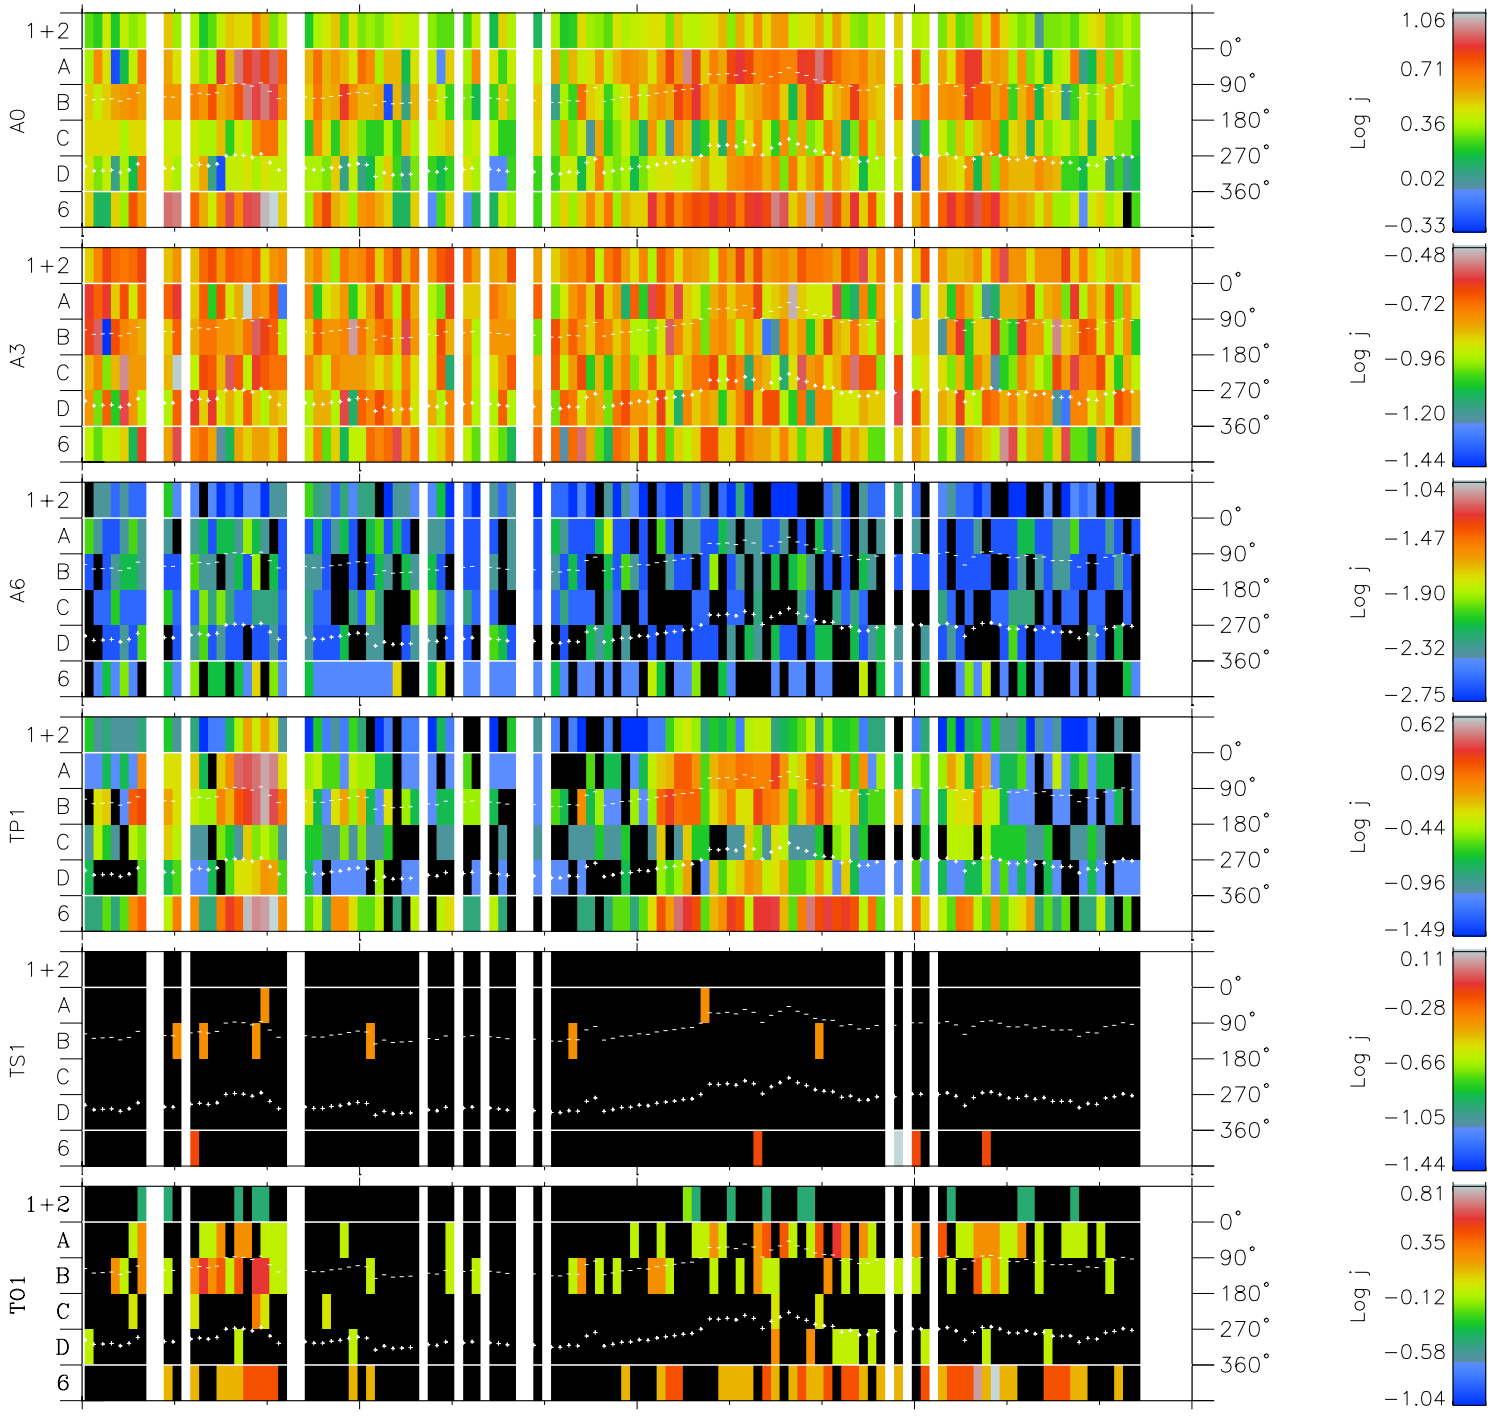 A0
1+2
A
B
C
D
6
0°
90°
180°
270°
360°
Log j
1.06
0.71
0.36
0.02
−0.33
A3
1+2
A
B
C
D
6
0°
90°
180°
270°
360°
Log j
−0.48
−0.72
−0.96
−1.20
−1.44
A6
1+2
A
B
C
D
6
0°
90°
180°
270°
360°
Log j
−1.04
−1.47
−1.90
−2.32
−2.75
TP1
1+2
A
B
C
D
6
0°
90°
180°
270°
360°
Log j
0.62
0.09
−0.44
−0.96
−1.49
TS1
1+2
A
B
C
D
6
0°
90°
180°
270°
360°
Log j
0.11
−0.28
−0.66
−1.05
−1.44
TO1
1+2
A
B
C
D
6
0°
90°
180°
270°
360°
Log j
0.81
0.35
−0.12
−0.58
−1.04